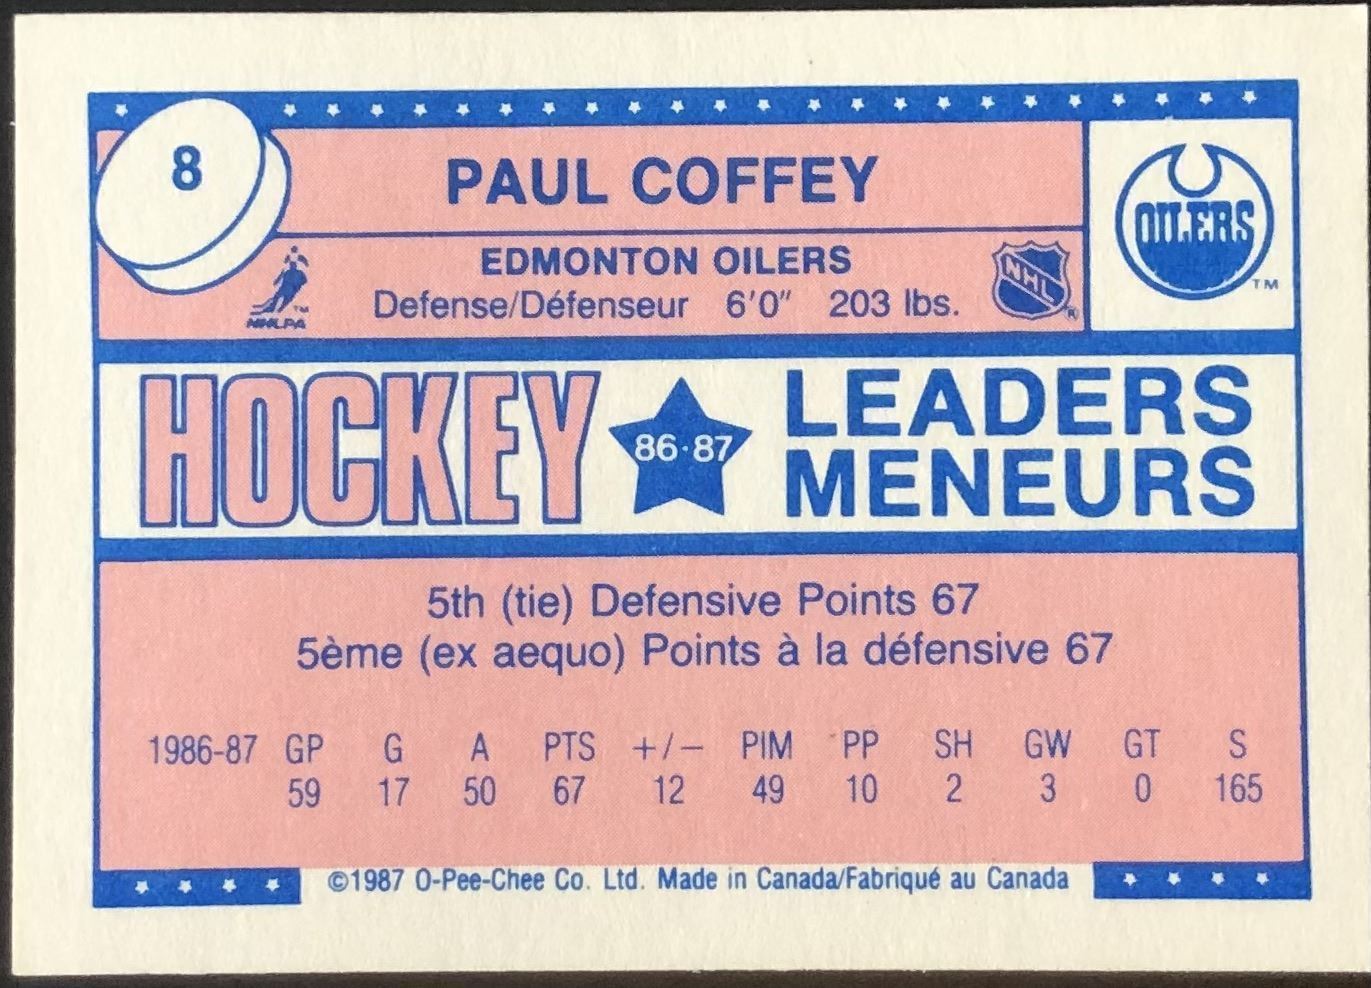 8
PAUL COFFEY
OILERS
TM
EDMONTON OILERS
NHL
®
Defense/Défenseur 6'0" 203 lbs.
TM
NHLPA
HOCKEY
86·87
LEADERS
MENEURS
5th (tie) Defensive Points 67
5ème (ex aequo) Points à la défensive 67
1986-87 GP G A PTS +/− PIM PP SH GW GT S
59 17 50 67 12 49 10 2 3 0 165
©1987 O-Pee-Chee Co. Ltd. Made in Canada/Fabriqué au Canada